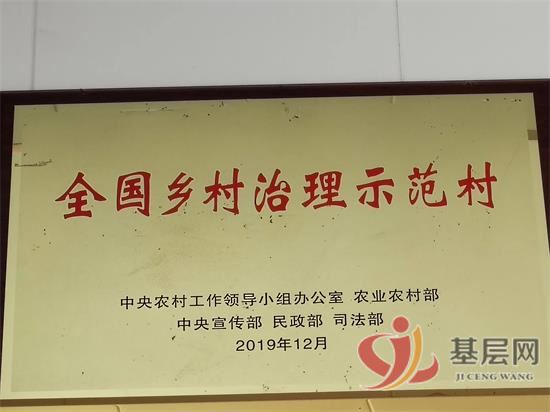 全国乡村治理示范村
中央农村工作领导小组办公室 农业农村部
中央宣传部 民政部 司法部
2019年12月
基层网
JI CENG WANG